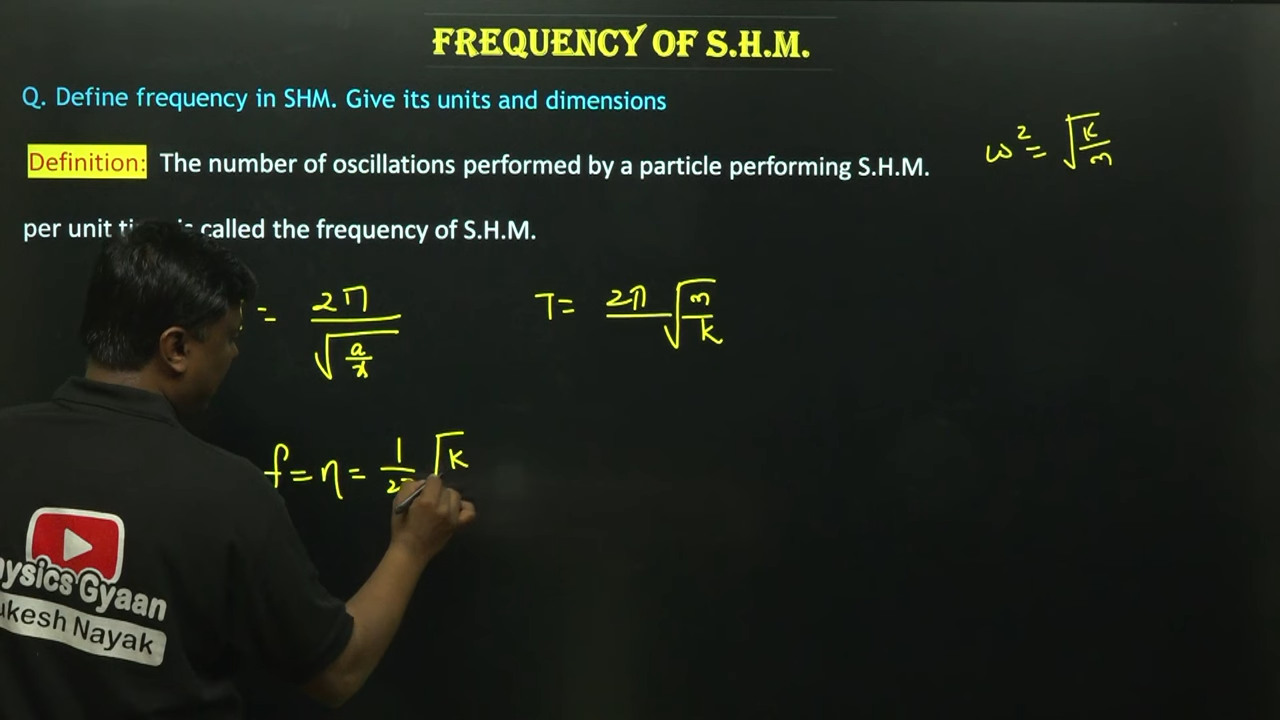 FREQUENCY OF S.H.M.
Q. Define frequency in SHM. Give its units and dimensions
ω² = √(k/m)
Definition: The number of oscillations performed by a particle performing S.H.M.
per unit called the frequency of S.H.M.
= 2π / √(a/x)
T = 2π √(m/k)
f = n = 1/2π √k
Gyaan
Nayak